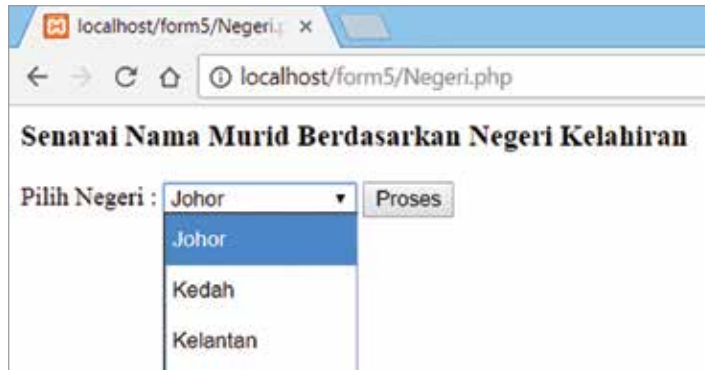 localhost/form5/Negeri.p
localhost/form5/Negeri.php
Senarai Nama Murid Berdasarkan Negeri Kelahiran
Pilih Negeri : Johor Proses
Johor
Kedah
Kelantan